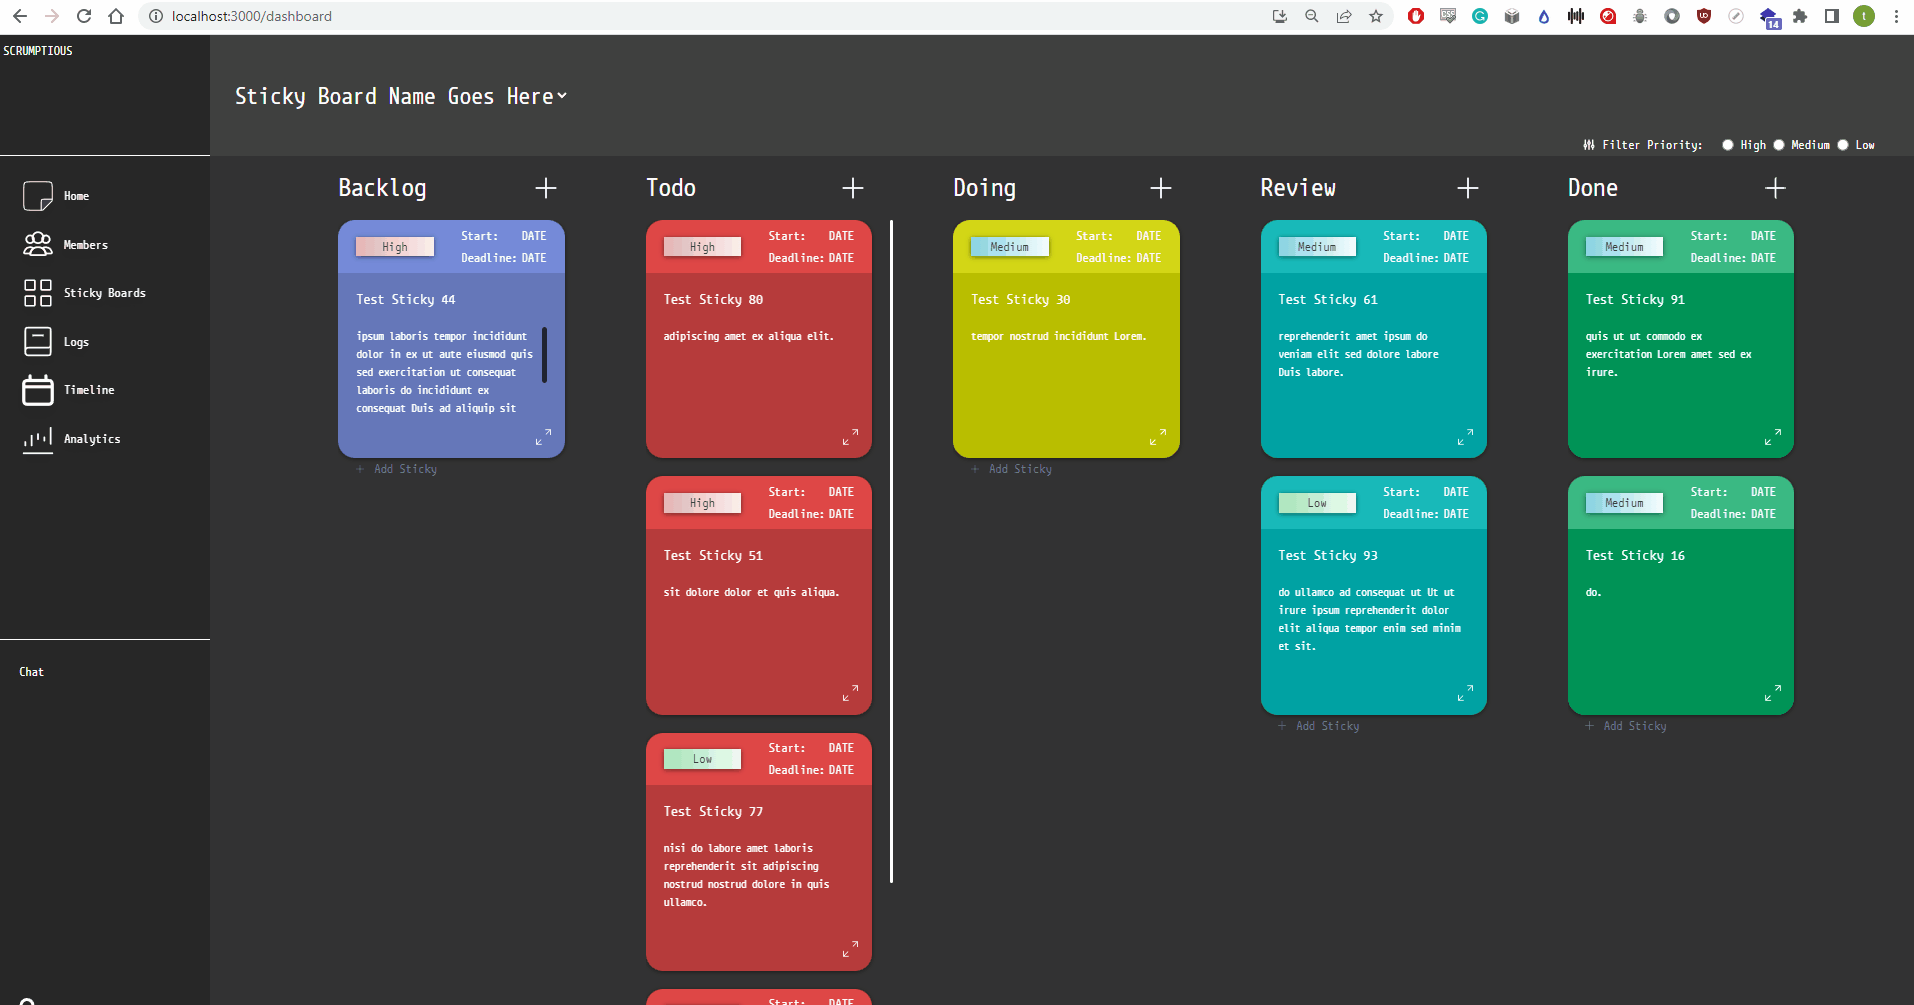 localhost:3000/dashboard
14
t
SCRUMPTIOUS
Sticky Board Name Goes Here
Filter Priority: High Medium Low
Home
Members
Sticky Boards
Logs
Timeline
Analytics
Chat
Backlog
High
Start: DATE
Deadline: DATE
Test Sticky 44
ipsum laboris tempor incididunt
dolor in ex ut aute eiusmod quis
sed exercitation ut consequat
laboris do incididunt ex
consequat Duis ad aliquip sit
+ Add Sticky
Todo
High
Start: DATE
Deadline: DATE
Test Sticky 80
adipiscing amet ex aliqua elit.
High
Start: DATE
Deadline: DATE
Test Sticky 51
sit dolore dolor et quis aliqua.
Low
Start: DATE
Deadline: DATE
Test Sticky 77
nisi do labore amet laboris
reprehenderit sit adipiscing
nostrud nostrud dolore in quis
ullamco.
Start: DATE
Doing
Medium
Start: DATE
Deadline: DATE
Test Sticky 30
tempor nostrud incididunt Lorem.
+ Add Sticky
Review
Medium
Start: DATE
Deadline: DATE
Test Sticky 61
reprehenderit amet ipsum do
veniam elit sed dolore labore
Duis labore.
Low
Start: DATE
Deadline: DATE
Test Sticky 93
do ullamco ad consequat ut Ut ut
irure ipsum reprehenderit dolor
elit aliqua tempor enim sed minim
et sit.
+ Add Sticky
Done
Medium
Start: DATE
Deadline: DATE
Test Sticky 91
quis ut ut commodo ex
exercitation Lorem amet sed ex
irure.
Medium
Start: DATE
Deadline: DATE
Test Sticky 16
do.
+ Add Sticky